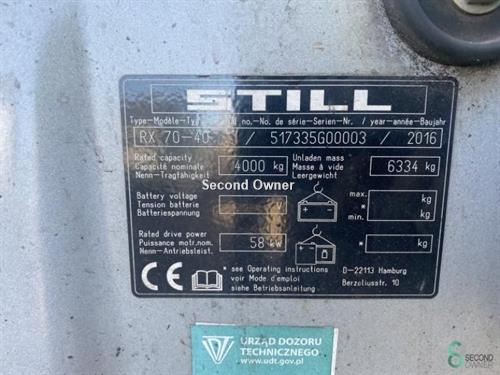 STILL
Type-Modèle-Typ / Serial no.-No. de série-Serien-Nr. / year-année-Baujahr
RX 70-40 / 517335G00003 / 2016
Rated capacity
Capacité nominale
Nenn-Tragfähigkeit
4000 kg
Unladen mass
Masse à vide
Leergewicht
6334 kg
Second Owner
Battery voltage
Tension batterie
Batteriespannung
max.
kg
*
min.
*
kg
Rated drive power
Puissance motr.nom.
Nenn-Antriebsleist.
58 kW
*
kg
CE
* see Operating instructions
voir Mode d'emploi
siehe Betriebsanleitung
D-22113 Hamburg
Berzeliusstr. 10
URZĄD DOZORU
TECHNICZNEGO
www.udt.gov.pl
SECOND
OWNER